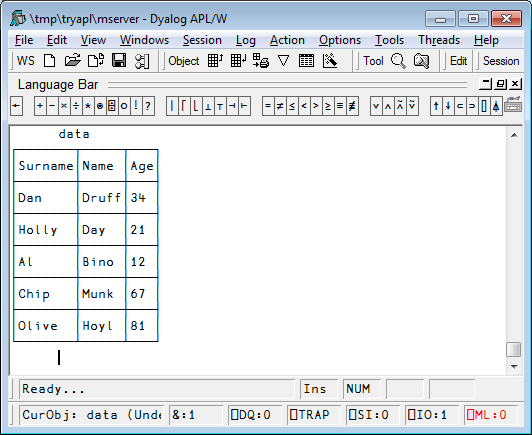 \tmp\tryapl\mserver - Dyalog APL/W
File Edit View Windows Session Log Action Options Tools Threads Help
WS Object Tool Edit Session
Language Bar
← + - × ÷ * ⍟ ⌹ ○ ! ? | ⌈ ⌊ ⊥ ⊤ ⊣ ⊢ = ≠ ≤ < > ≥ ≡ ≢ ∨ ∧ ⍱ ⍲ ↑ ↓ ⊂ ⊃ ⌷ ⍋
data
Surname Name Age
Dan Druff 34
Holly Day 21
Al Bino 12
Chip Munk 67
Olive Hoyl 81
Ready... Ins NUM
CurObj: data (Unde &:1 ⎕DQ:0 ⎕TRAP ⎕SI:0 ⎕IO:1 ⎕ML:0